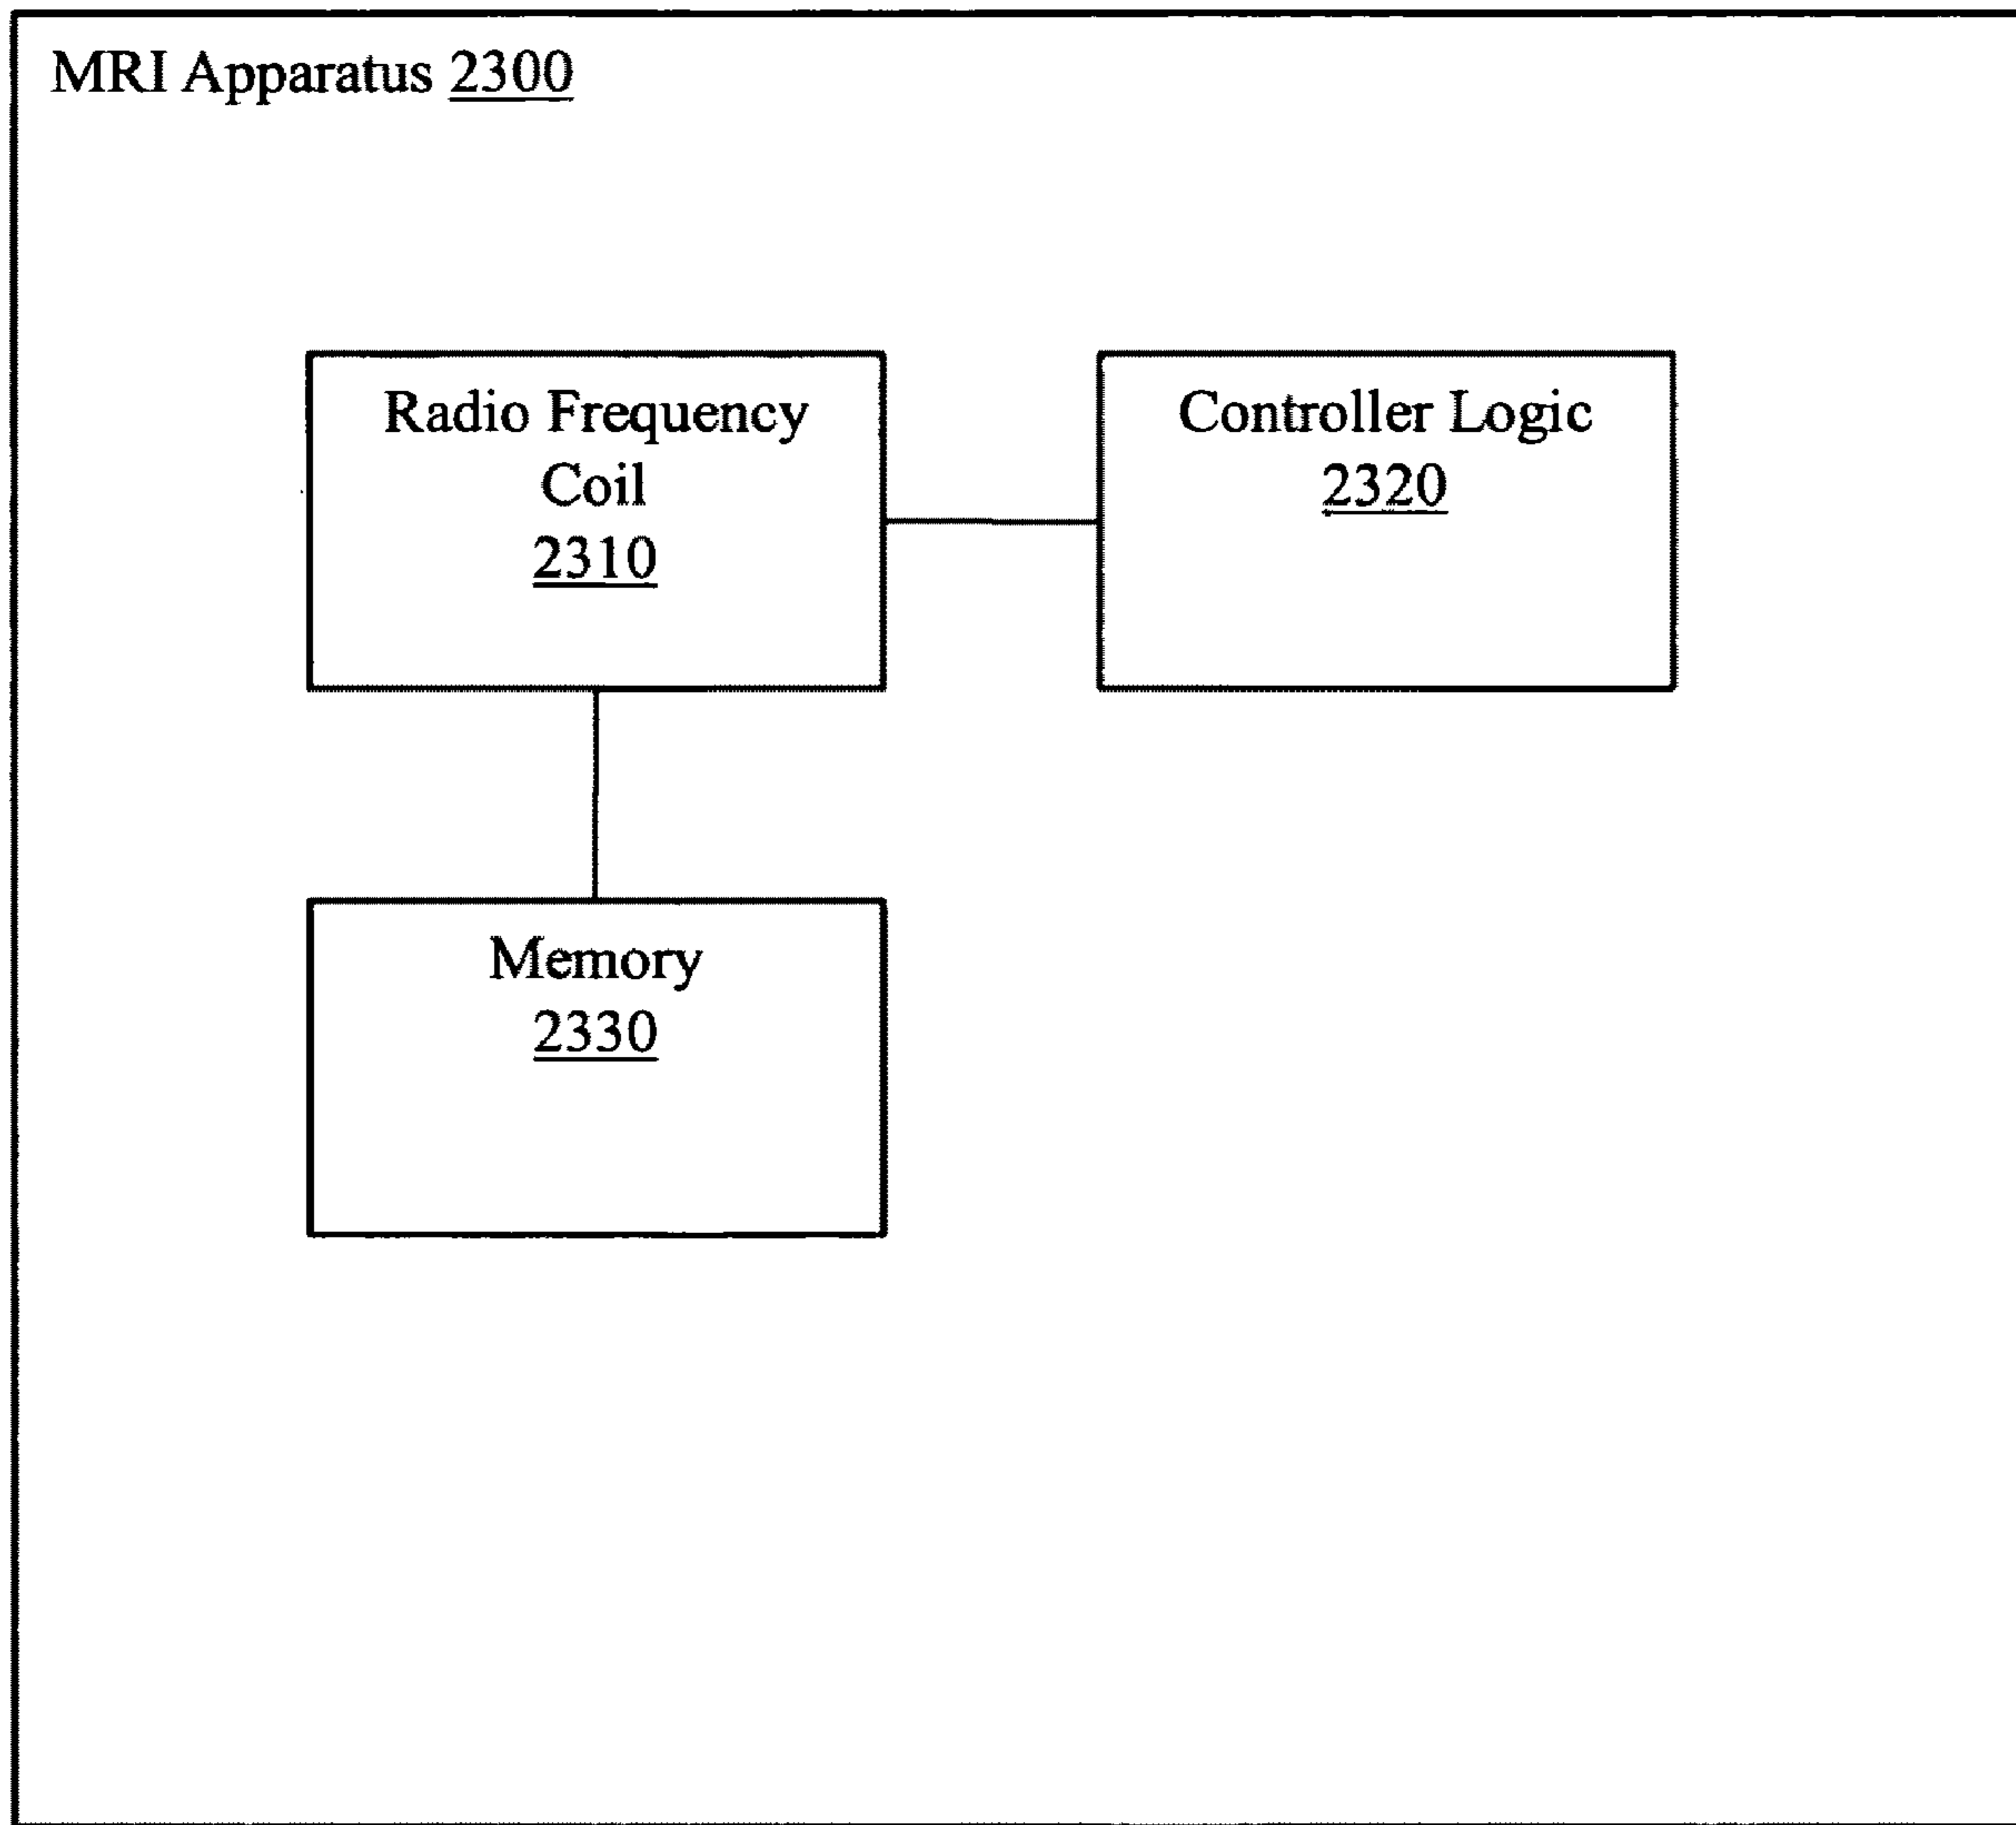 MRI Apparatus 2300
Radio Frequency
Coil
2310
Controller Logic
2320
Memory
2330